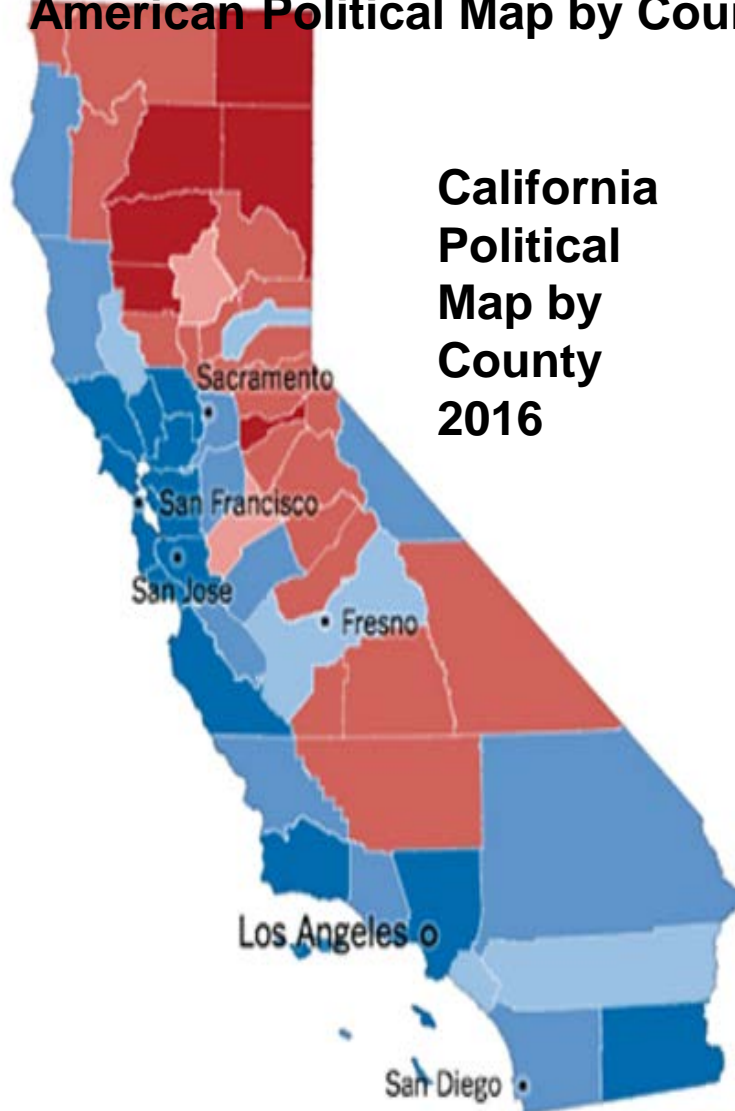 American Political Map by Cou
California
Political
Map by
County
2016
Sacramento
San Francisco
San Jose
Fresno
Los Angeles
San Diego